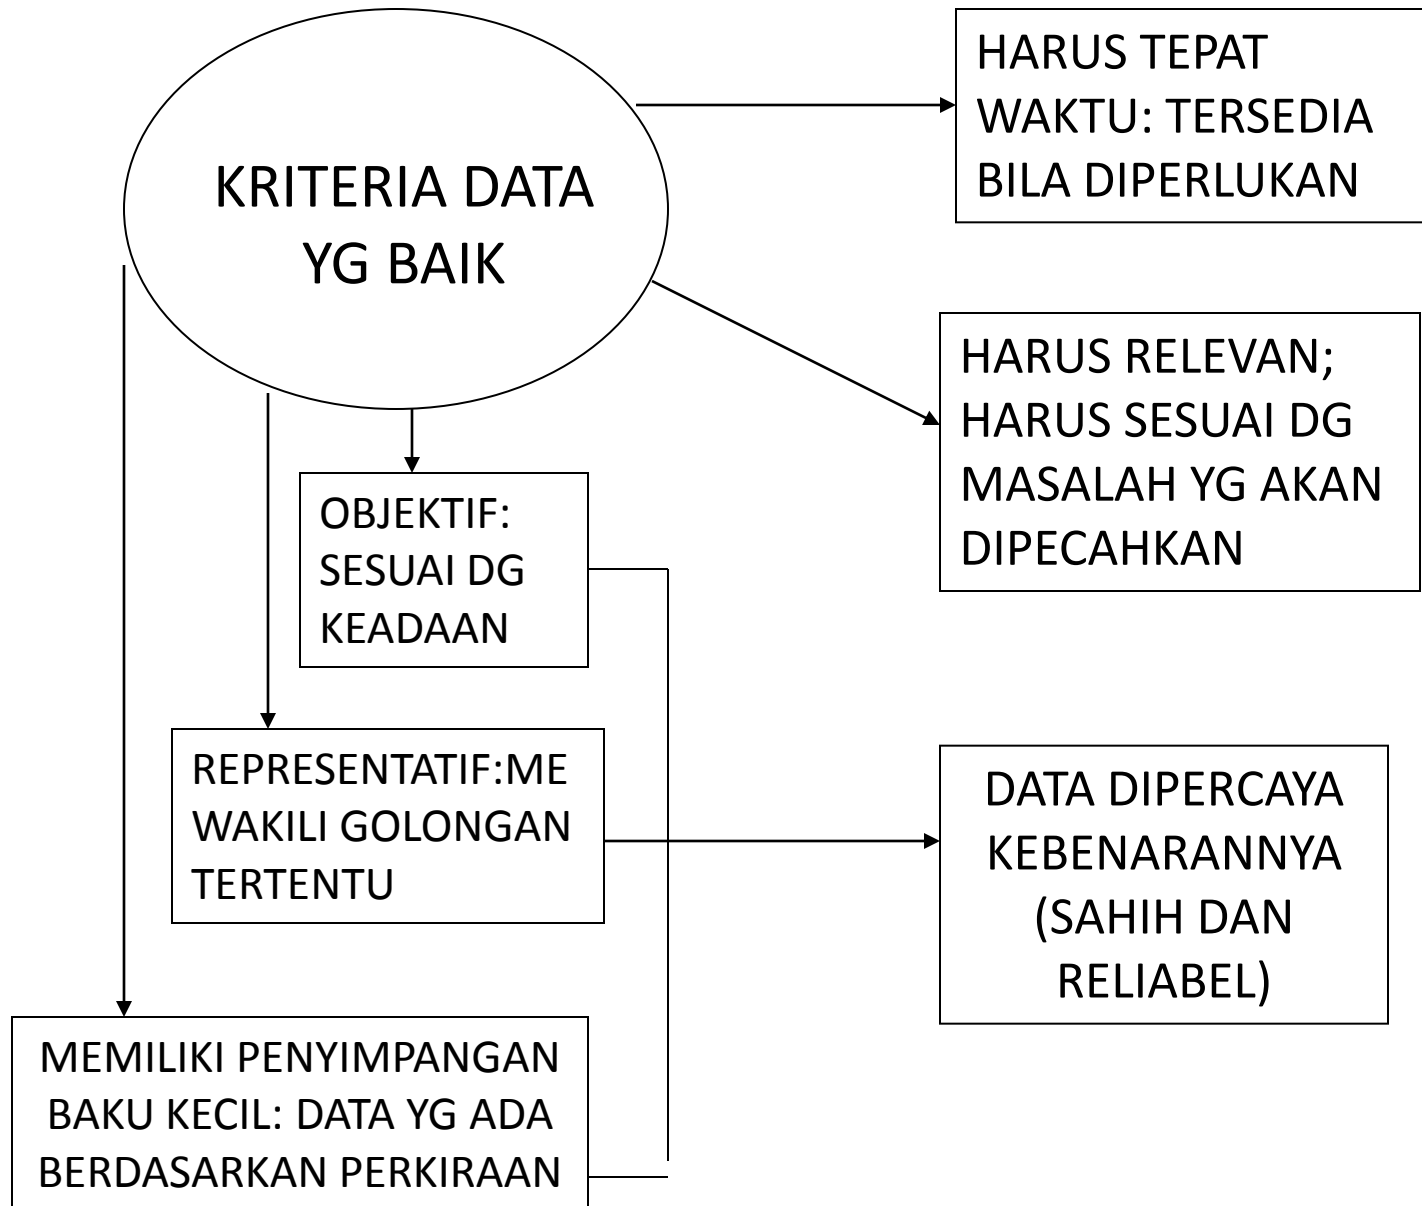 KRITERIA DATA
YG BAIK
HARUS TEPAT
WAKTU: TERSEDIA
BILA DIPERLUKAN
HARUS RELEVAN;
HARUS SESUAI DG
MASALAH YG AKAN
DIPECAHKAN
OBJEKTIF:
SESUAI DG
KEADAAN
REPRESENTATIF:ME
WAKILI GOLONGAN
TERTENTU
DATA DIPERCAYA
KEBENARANNYA
(SAHIH DAN
RELIABEL)
MEMILIKI PENYIMPANGAN
BAKU KECIL: DATA YG ADA
BERDASARKAN PERKIRAAN